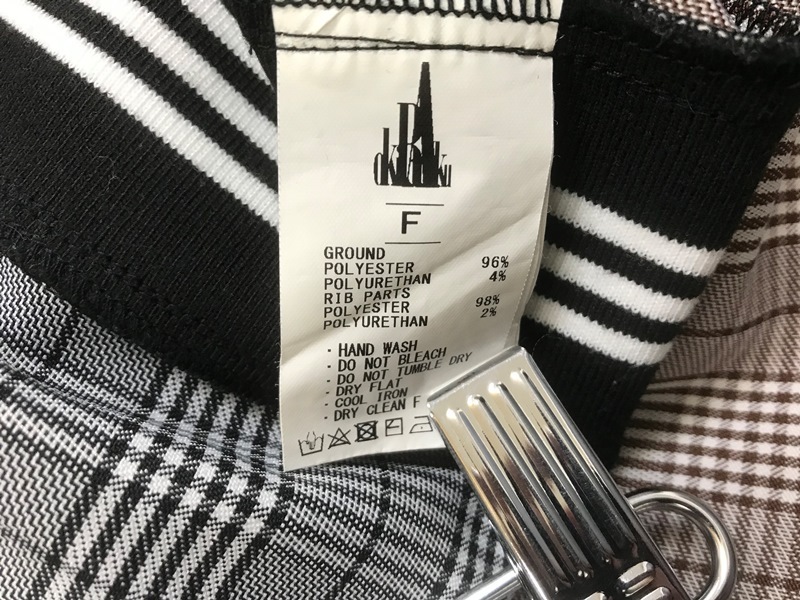 F
GROUND
POLYESTER 96%
POLYURETHAN 4%
RIB PARTS
POLYESTER 98%
POLYURETHAN 2%
· HAND WASH
· DO NOT BLEACH
· DO NOT TUMBLE DRY
· DRY FLAT
· COOL IRON
· DRY CLEAN F